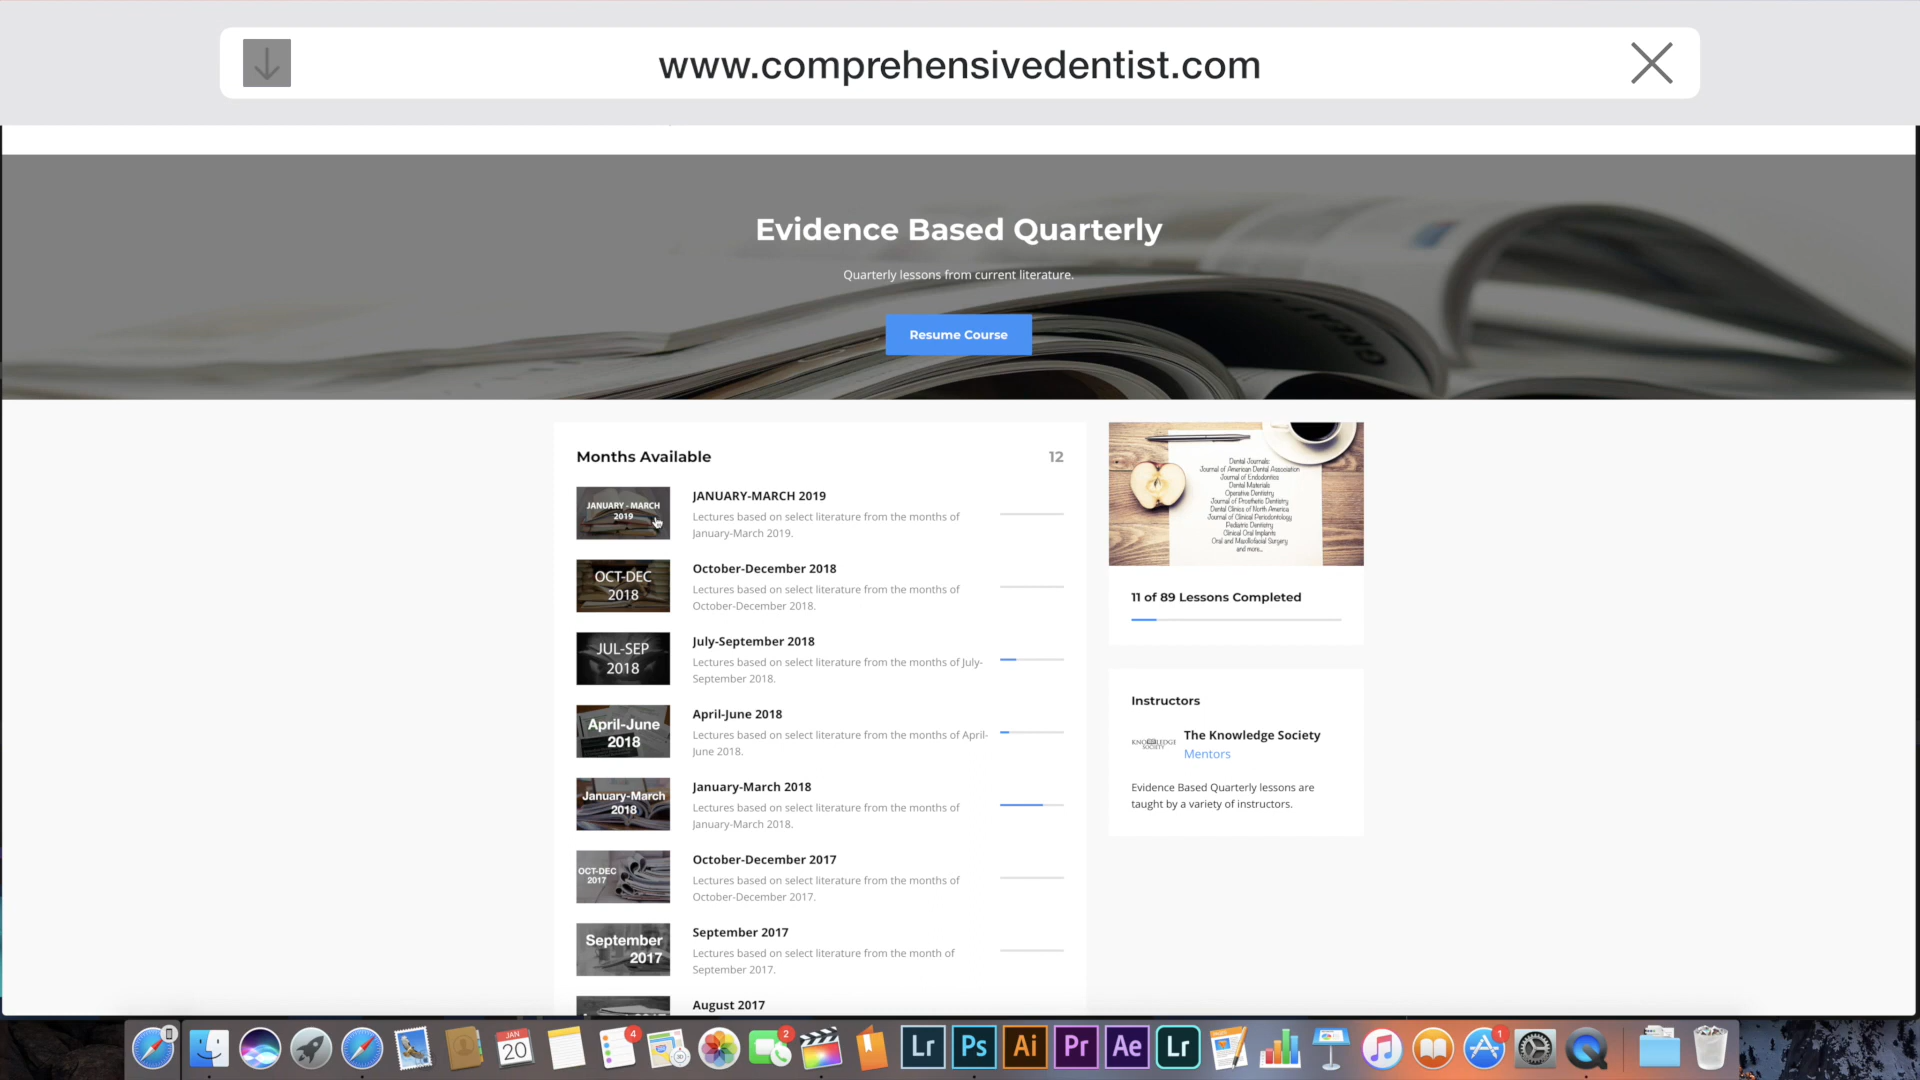 www.comprehensivedentist.com
Evidence Based Quarterly
Quarterly lessons from current literature.
Resume Course
Months Available
12
JANUARY - MARCH
2019
JANUARY-MARCH 2019
Lectures based on select literature from the months of
January-March 2019.
OCT-DEC
2018
October-December 2018
Lectures based on select literature from the months of
October-December 2018.
JUL-SEP
2018
July-September 2018
Lectures based on select literature from the months of July-
September 2018.
April-June
2018
April-June 2018
Lectures based on select literature from the months of April-
June 2018.
January-March
2018
January-March 2018
Lectures based on select literature from the months of
January-March 2018.
OCT-DEC
2017
October-December 2017
Lectures based on select literature from the months of
October-December 2017.
September
2017
September 2017
Lectures based on select literature from the month of
September 2017.
August 2017
Dental Journals:
Journal of American Dental Association
Journal of Endodontics
Dental Materials
Operative Dentistry
Journal of Prosthetic Dentistry
Dental Clinics of North America
Journal of Clinical Periodontology
Pediatric Dentistry
Clinical Oral Implants
Oral and Maxillofacial Surgery
and more...
11 of 89 Lessons Completed
Instructors
KNOWLEDGE
SOCIETY
The Knowledge Society
Mentors
Evidence Based Quarterly lessons are
taught by a variety of instructors.
JAN
20
4
2
Lr
Ps
Ai
Pr
Ae
Lr
1